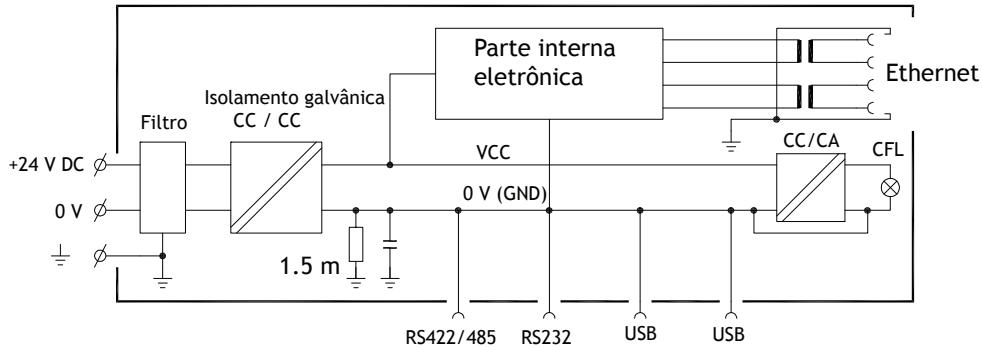 Parte interna
eletrônica
Ethernet
Isolamento galvânica
CC / CC
Filtro
CC/CA
CFL
+24 V DC
VCC
0 V
0 V (GND)
1.5 m
RS422/485
RS232
USB
USB